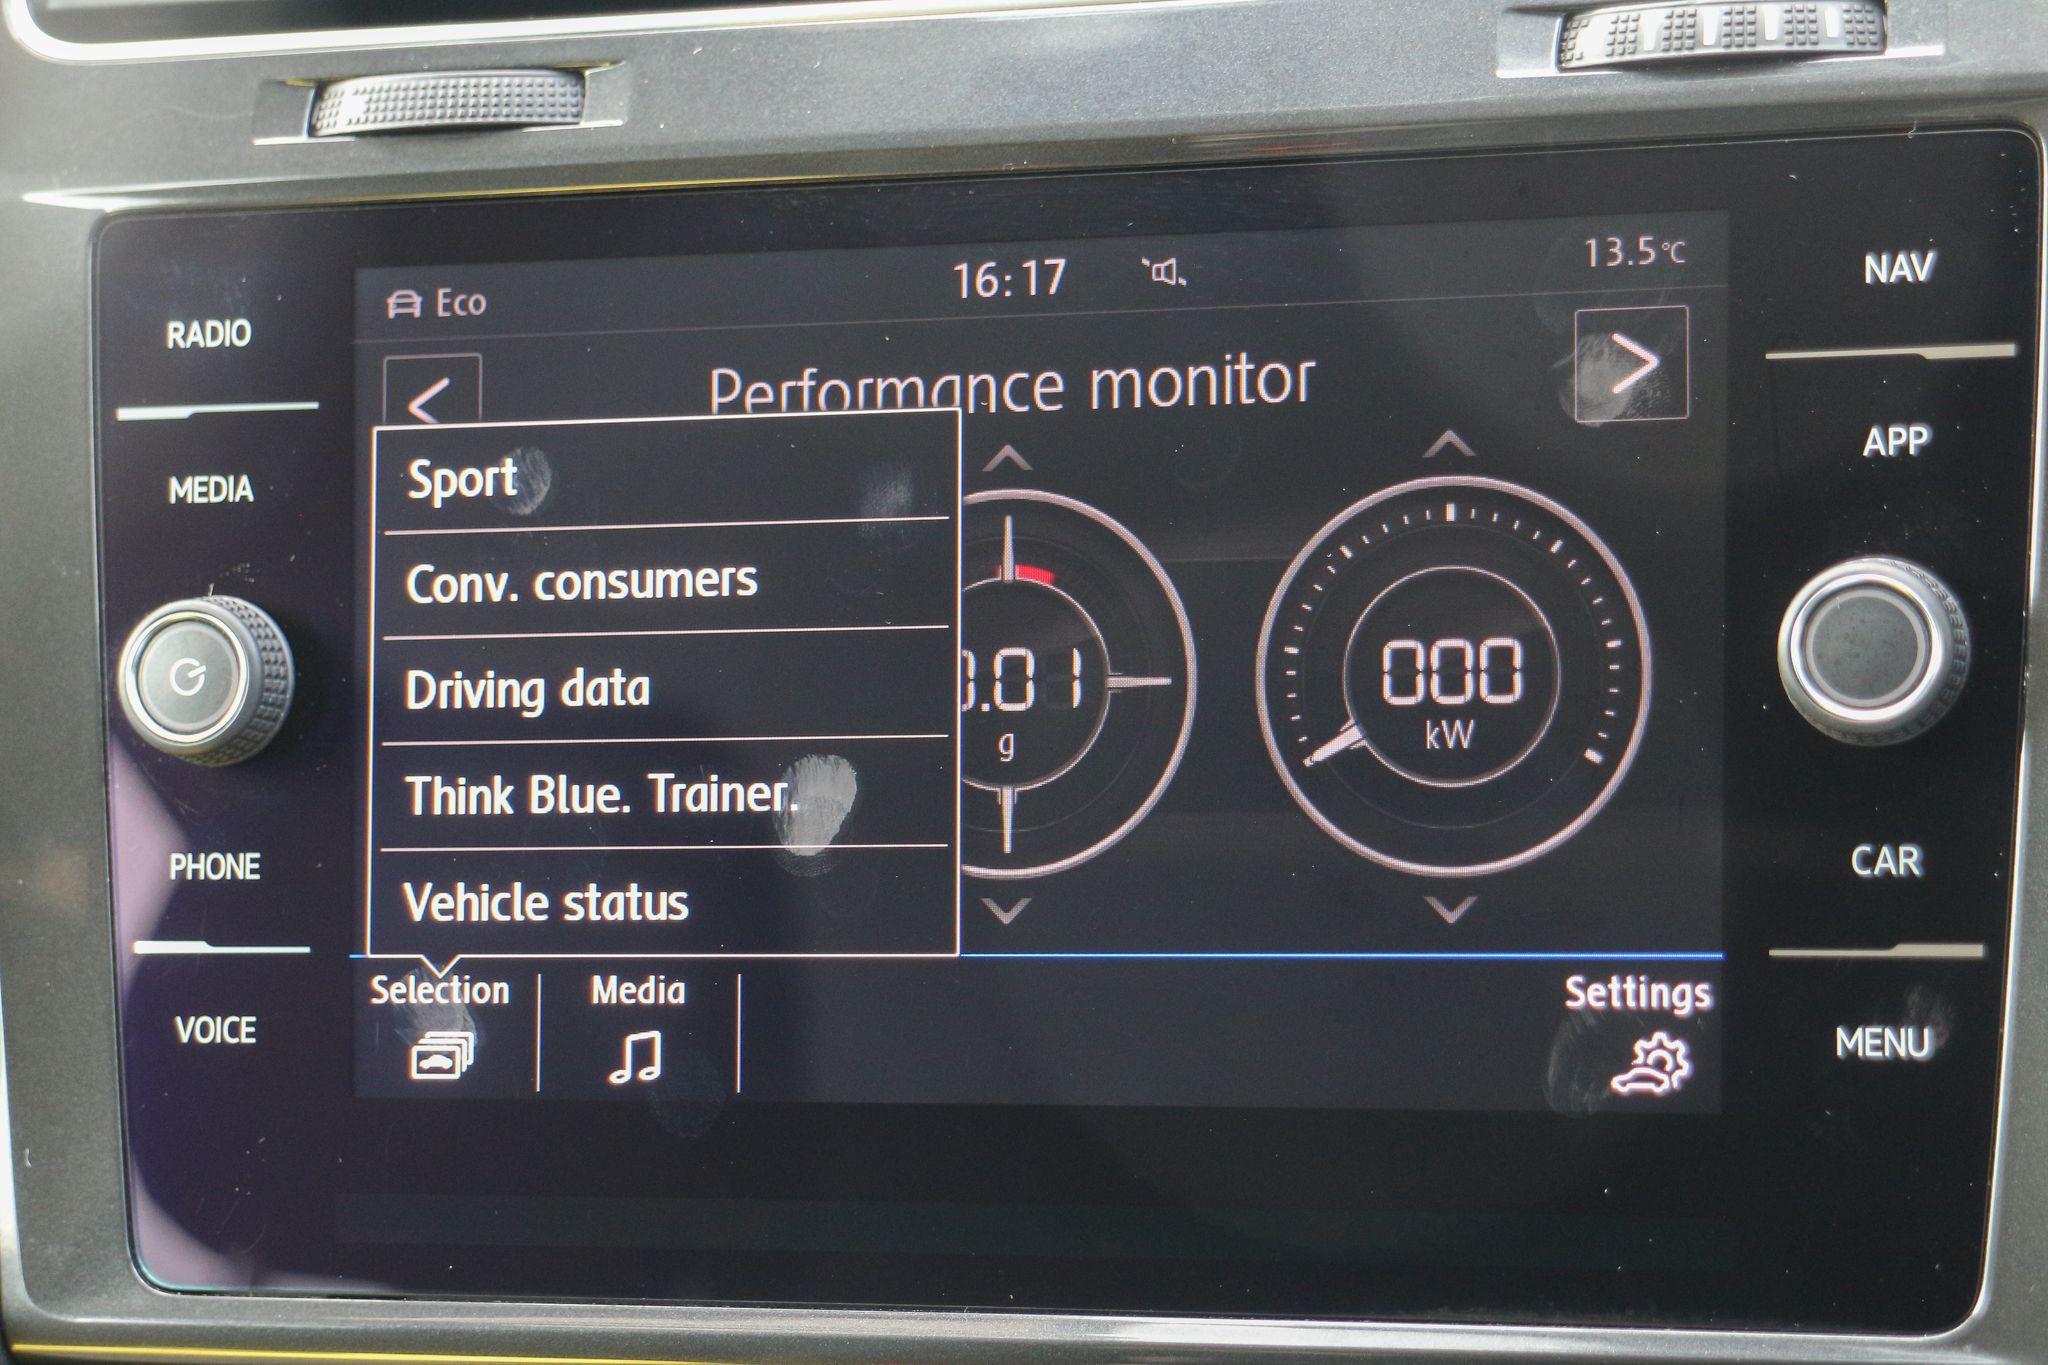 Eco
16:17
13.5°C
NAV
RADIO
Performance monitor
APP
MEDIA
Sport
Conv. consumers
Driving data
.01
g
000
kW
Think Blue. Trainer.
PHONE
Vehicle status
CAR
Selection
Media
Settings
VOICE
MENU